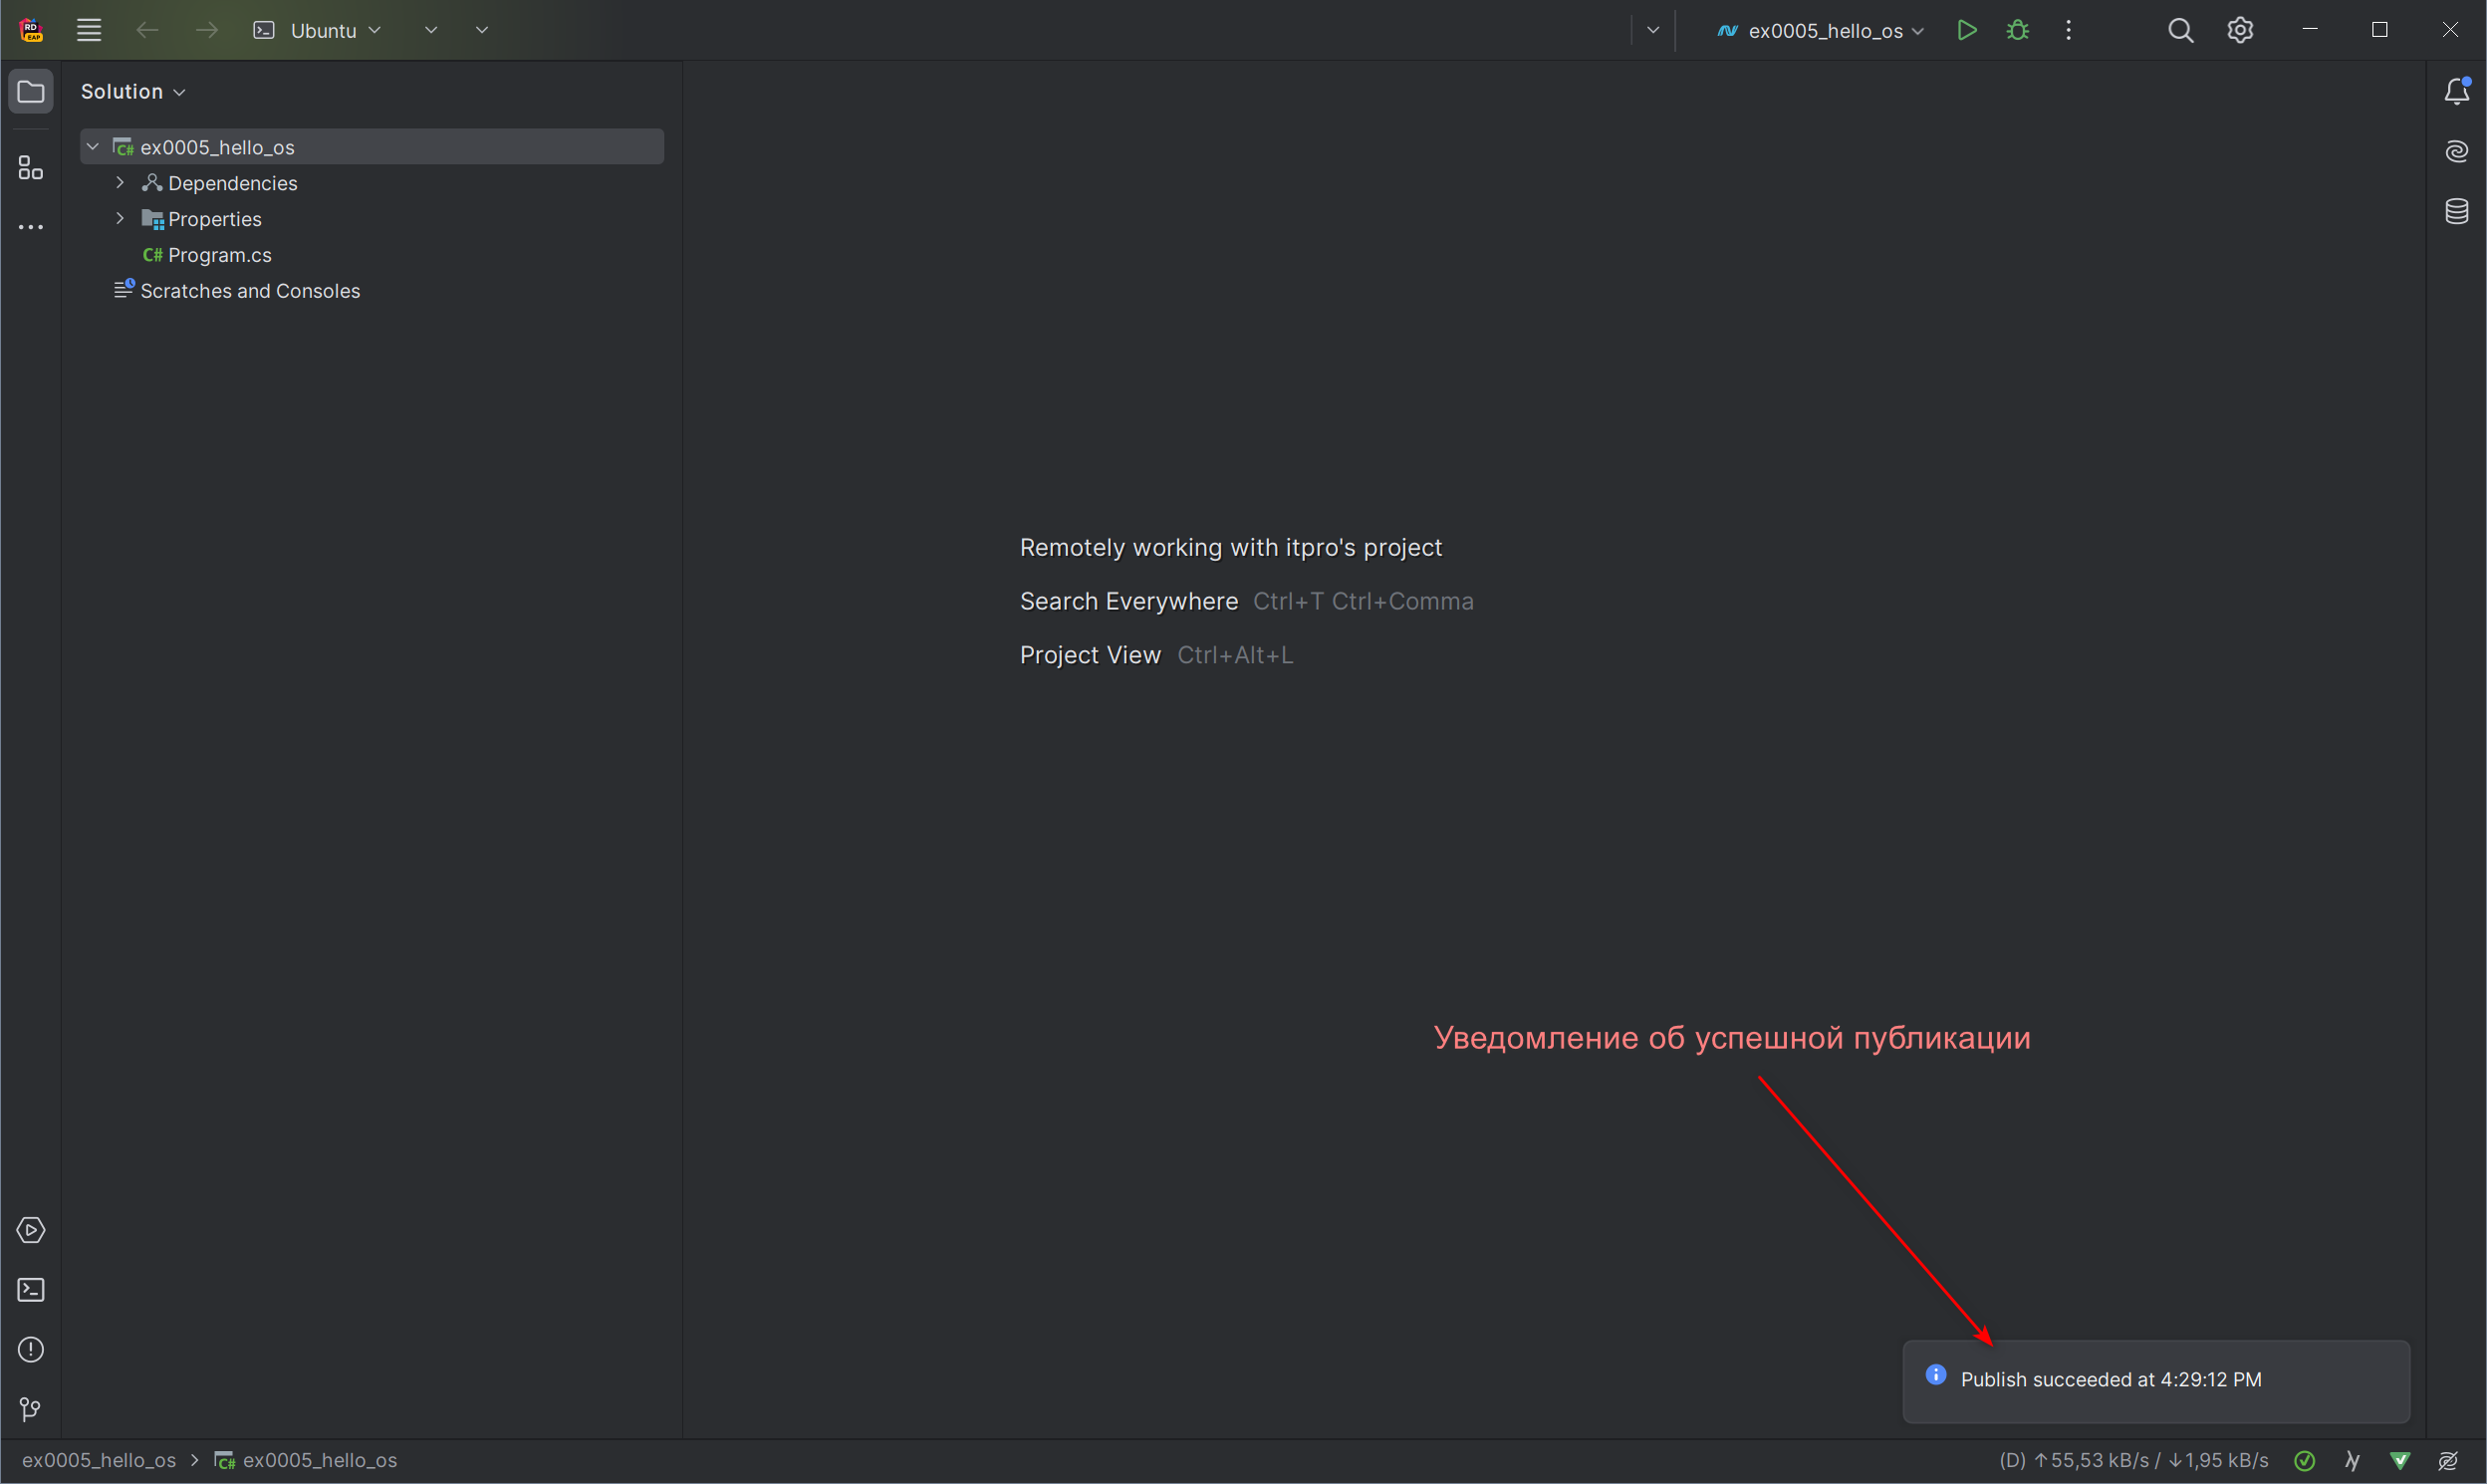 RD
EAP
Ubuntu
ex0005_hello_os
Solution
C# ex0005_hello_os
Dependencies
Properties
C# Program.cs
Scratches and Consoles
Remotely working with itpro's project
Search Everywhere Ctrl+T Ctrl+Comma
Project View Ctrl+Alt+L
Уведомление об успешной публикации
Publish succeeded at 4:29:12 PM
ex0005_hello_os > C# ex0005_hello_os
(D) ↑55,53 kB/s / ↓1,95 kB/s